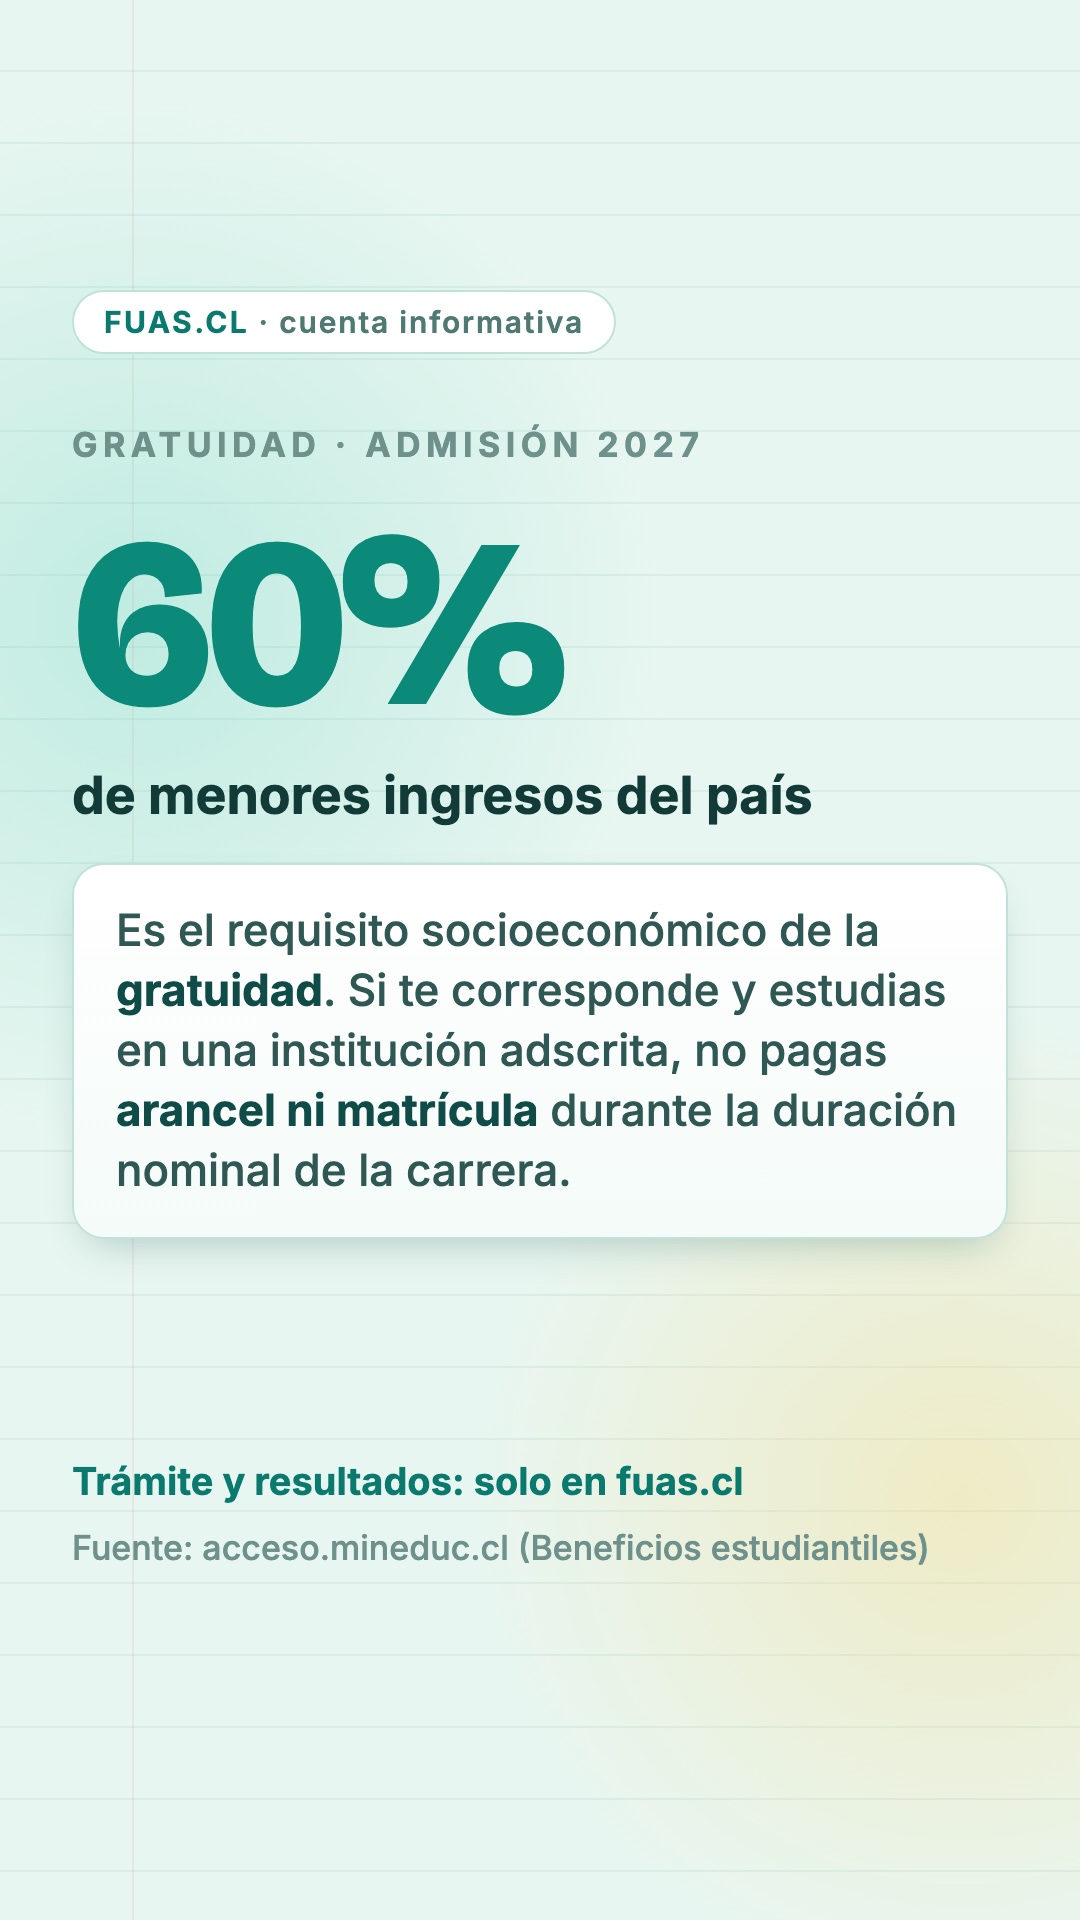 FUAS.CL · cuenta informativa
GRATUIDAD · ADMISIÓN 2027
60%
de menores ingresos del país
Es el requisito socioeconómico de la
gratuidad. Si te corresponde y estudias
en una institución adscrita, no pagas
arancel ni matrícula durante la duración
nominal de la carrera.
Trámite y resultados: solo en fuas.cl
Fuente: acceso.mineduc.cl (Beneficios estudiantiles)